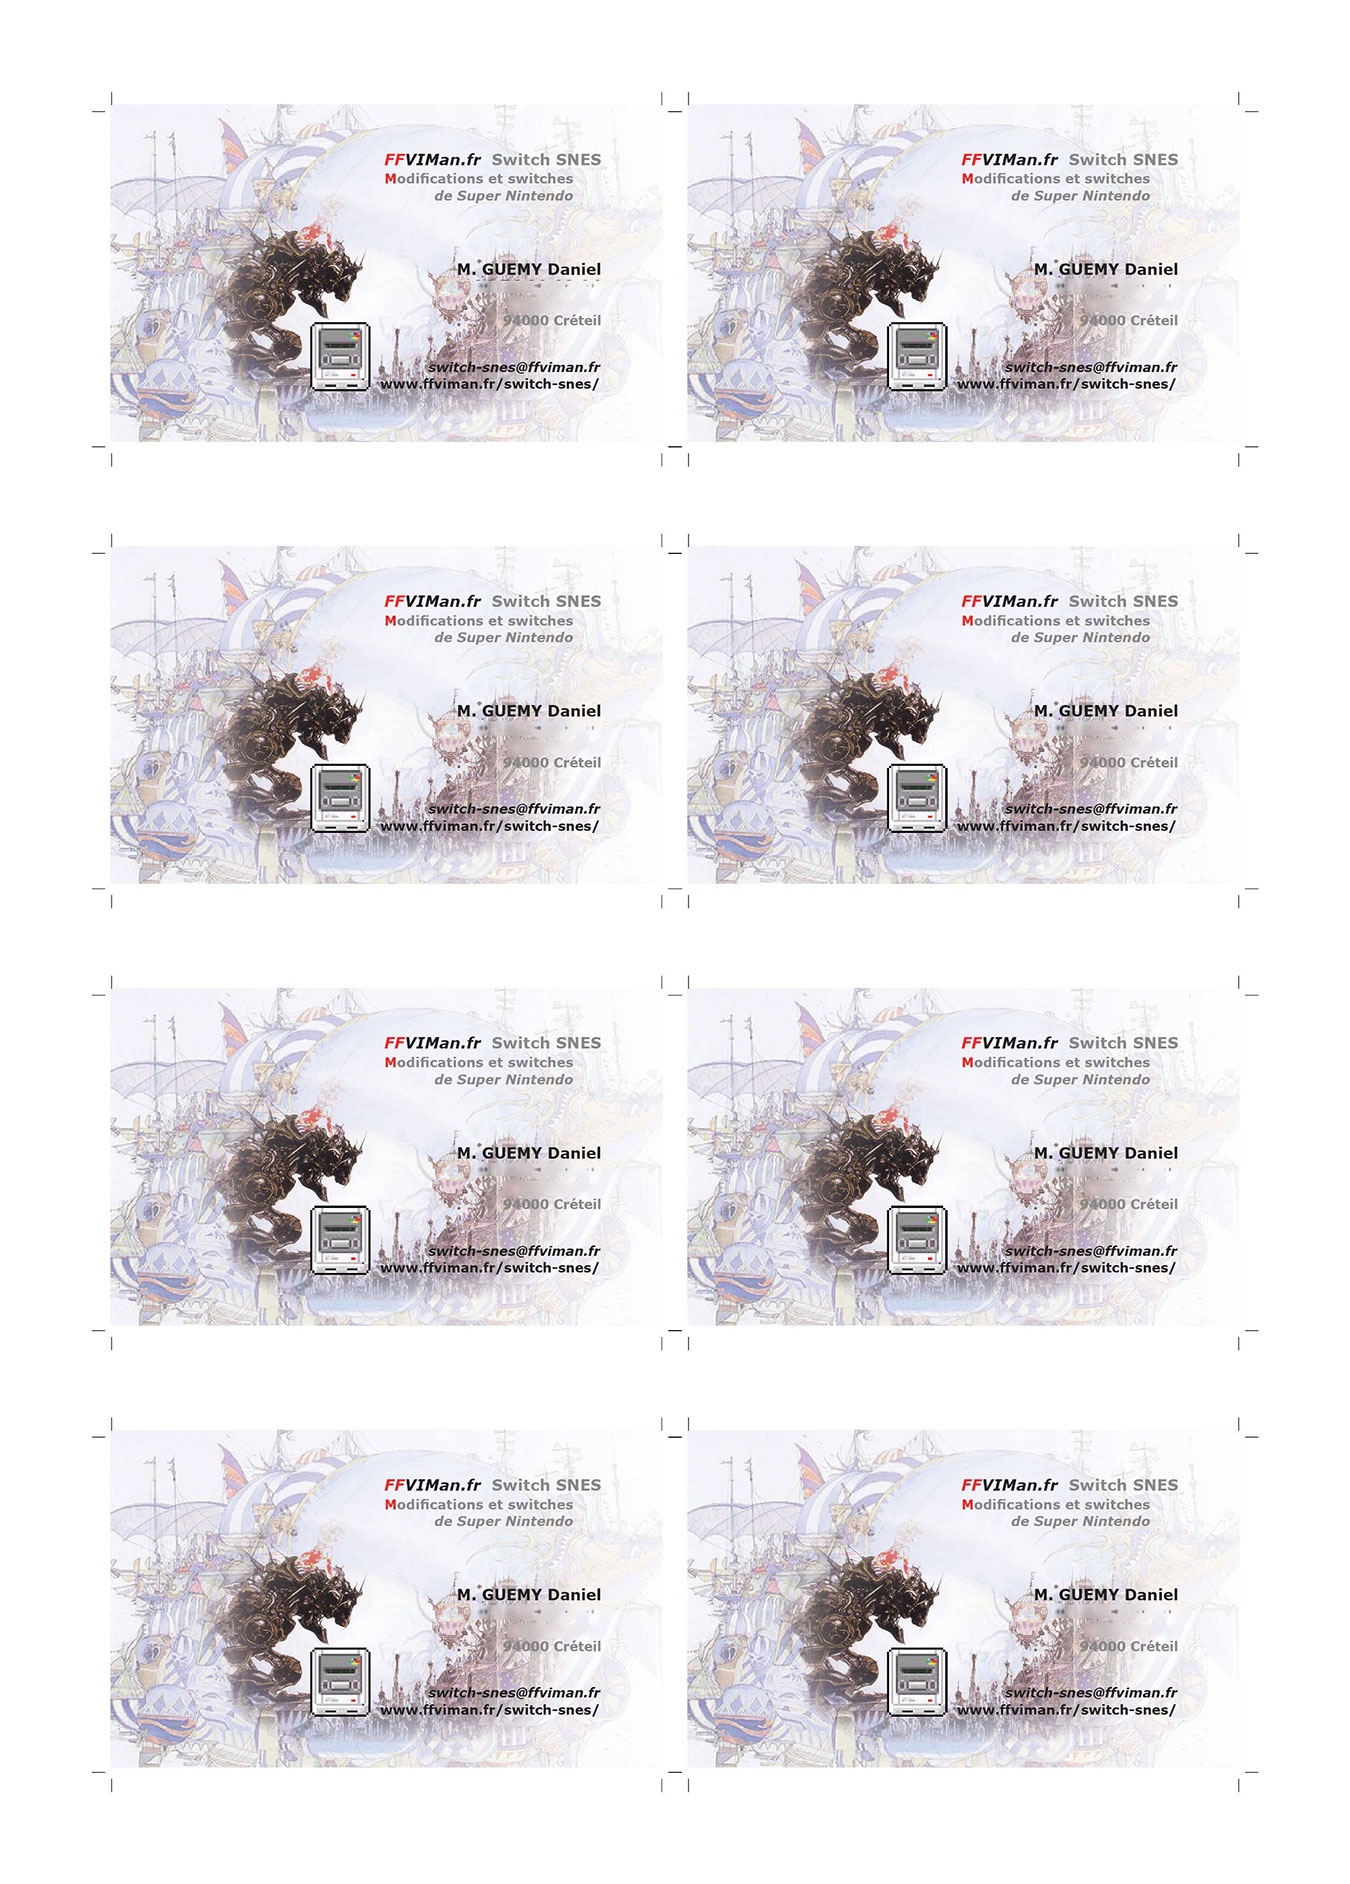 FFVIMan.fr Switch SNES
Modifications et switches
de Super Nintendo
M. GUEMY Daniel
94000 Créteil
switch-snes@ffviman.fr
www.ffviman.fr/switch-snes/
FFVIMan.fr Switch SNES
Modifications et switches
de Super Nintendo
M. GUEMY Daniel
94000 Créteil
switch-snes@ffviman.fr
www.ffviman.fr/switch-snes/
FFVIMan.fr Switch SNES
Modifications et switches
de Super Nintendo
M. GUEMY Daniel
94000 Créteil
switch-snes@ffviman.fr
www.ffviman.fr/switch-snes/
FFVIMan.fr Switch SNES
Modifications et switches
de Super Nintendo
M. GUEMY Daniel
94000 Créteil
switch-snes@ffviman.fr
www.ffviman.fr/switch-snes/
FFVIMan.fr Switch SNES
Modifications et switches
de Super Nintendo
M. GUEMY Daniel
94000 Créteil
switch-snes@ffviman.fr
www.ffviman.fr/switch-snes/
FFVIMan.fr Switch SNES
Modifications et switches
de Super Nintendo
M. GUEMY Daniel
94000 Créteil
switch-snes@ffviman.fr
www.ffviman.fr/switch-snes/
FFVIMan.fr Switch SNES
Modifications et switches
de Super Nintendo
M. GUEMY Daniel
94000 Créteil
switch-snes@ffviman.fr
www.ffviman.fr/switch-snes/
FFVIMan.fr Switch SNES
Modifications et switches
de Super Nintendo
M. GUEMY Daniel
94000 Créteil
switch-snes@ffviman.fr
www.ffviman.fr/switch-snes/